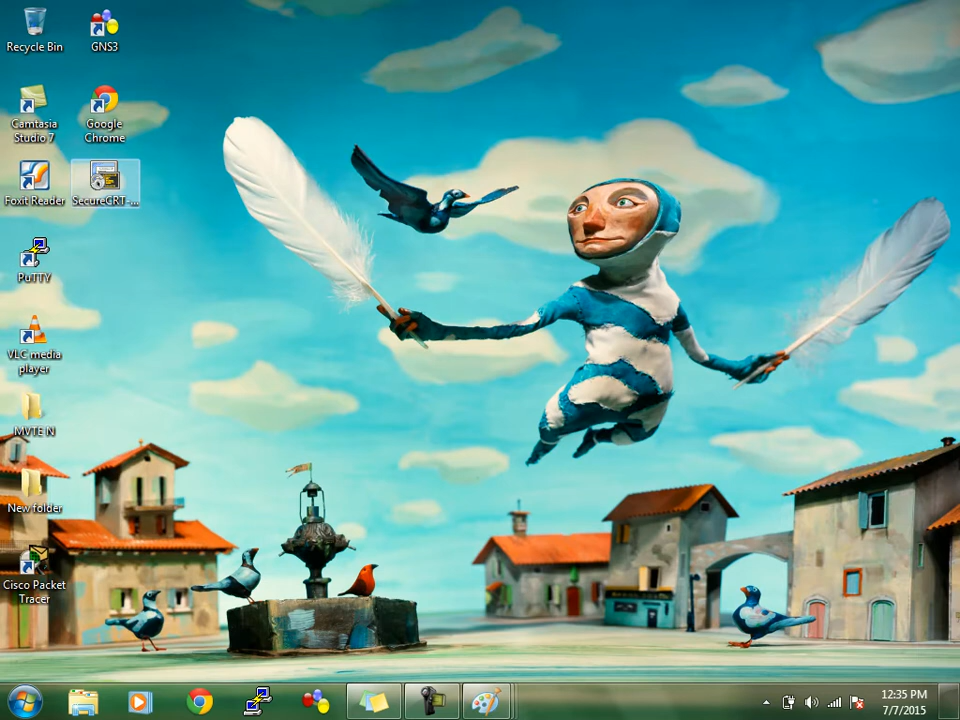 Recycle Bin
GNS3
Camtasia
Studio 7
Google
Chrome
Foxit Reader
SecureCRT-...
PuTTY
VLC media
player
MVTE N
New folder
Cisco Packet
Tracer
12:35 PM
7/7/2015